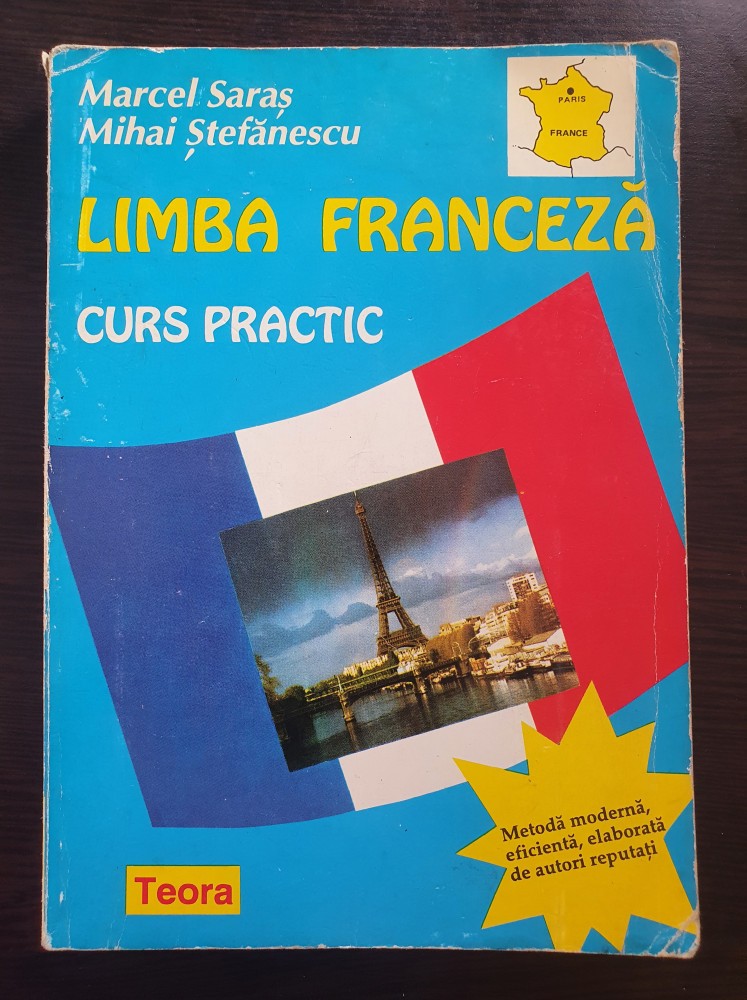 Marcel Saraș
Mihai Ștefănescu
PARIS
FRANCE
LIMBA FRANCEZĂ
CURS PRACTIC
Metodă modernă,
eficientă, elaborată
de autori reputați
Teora